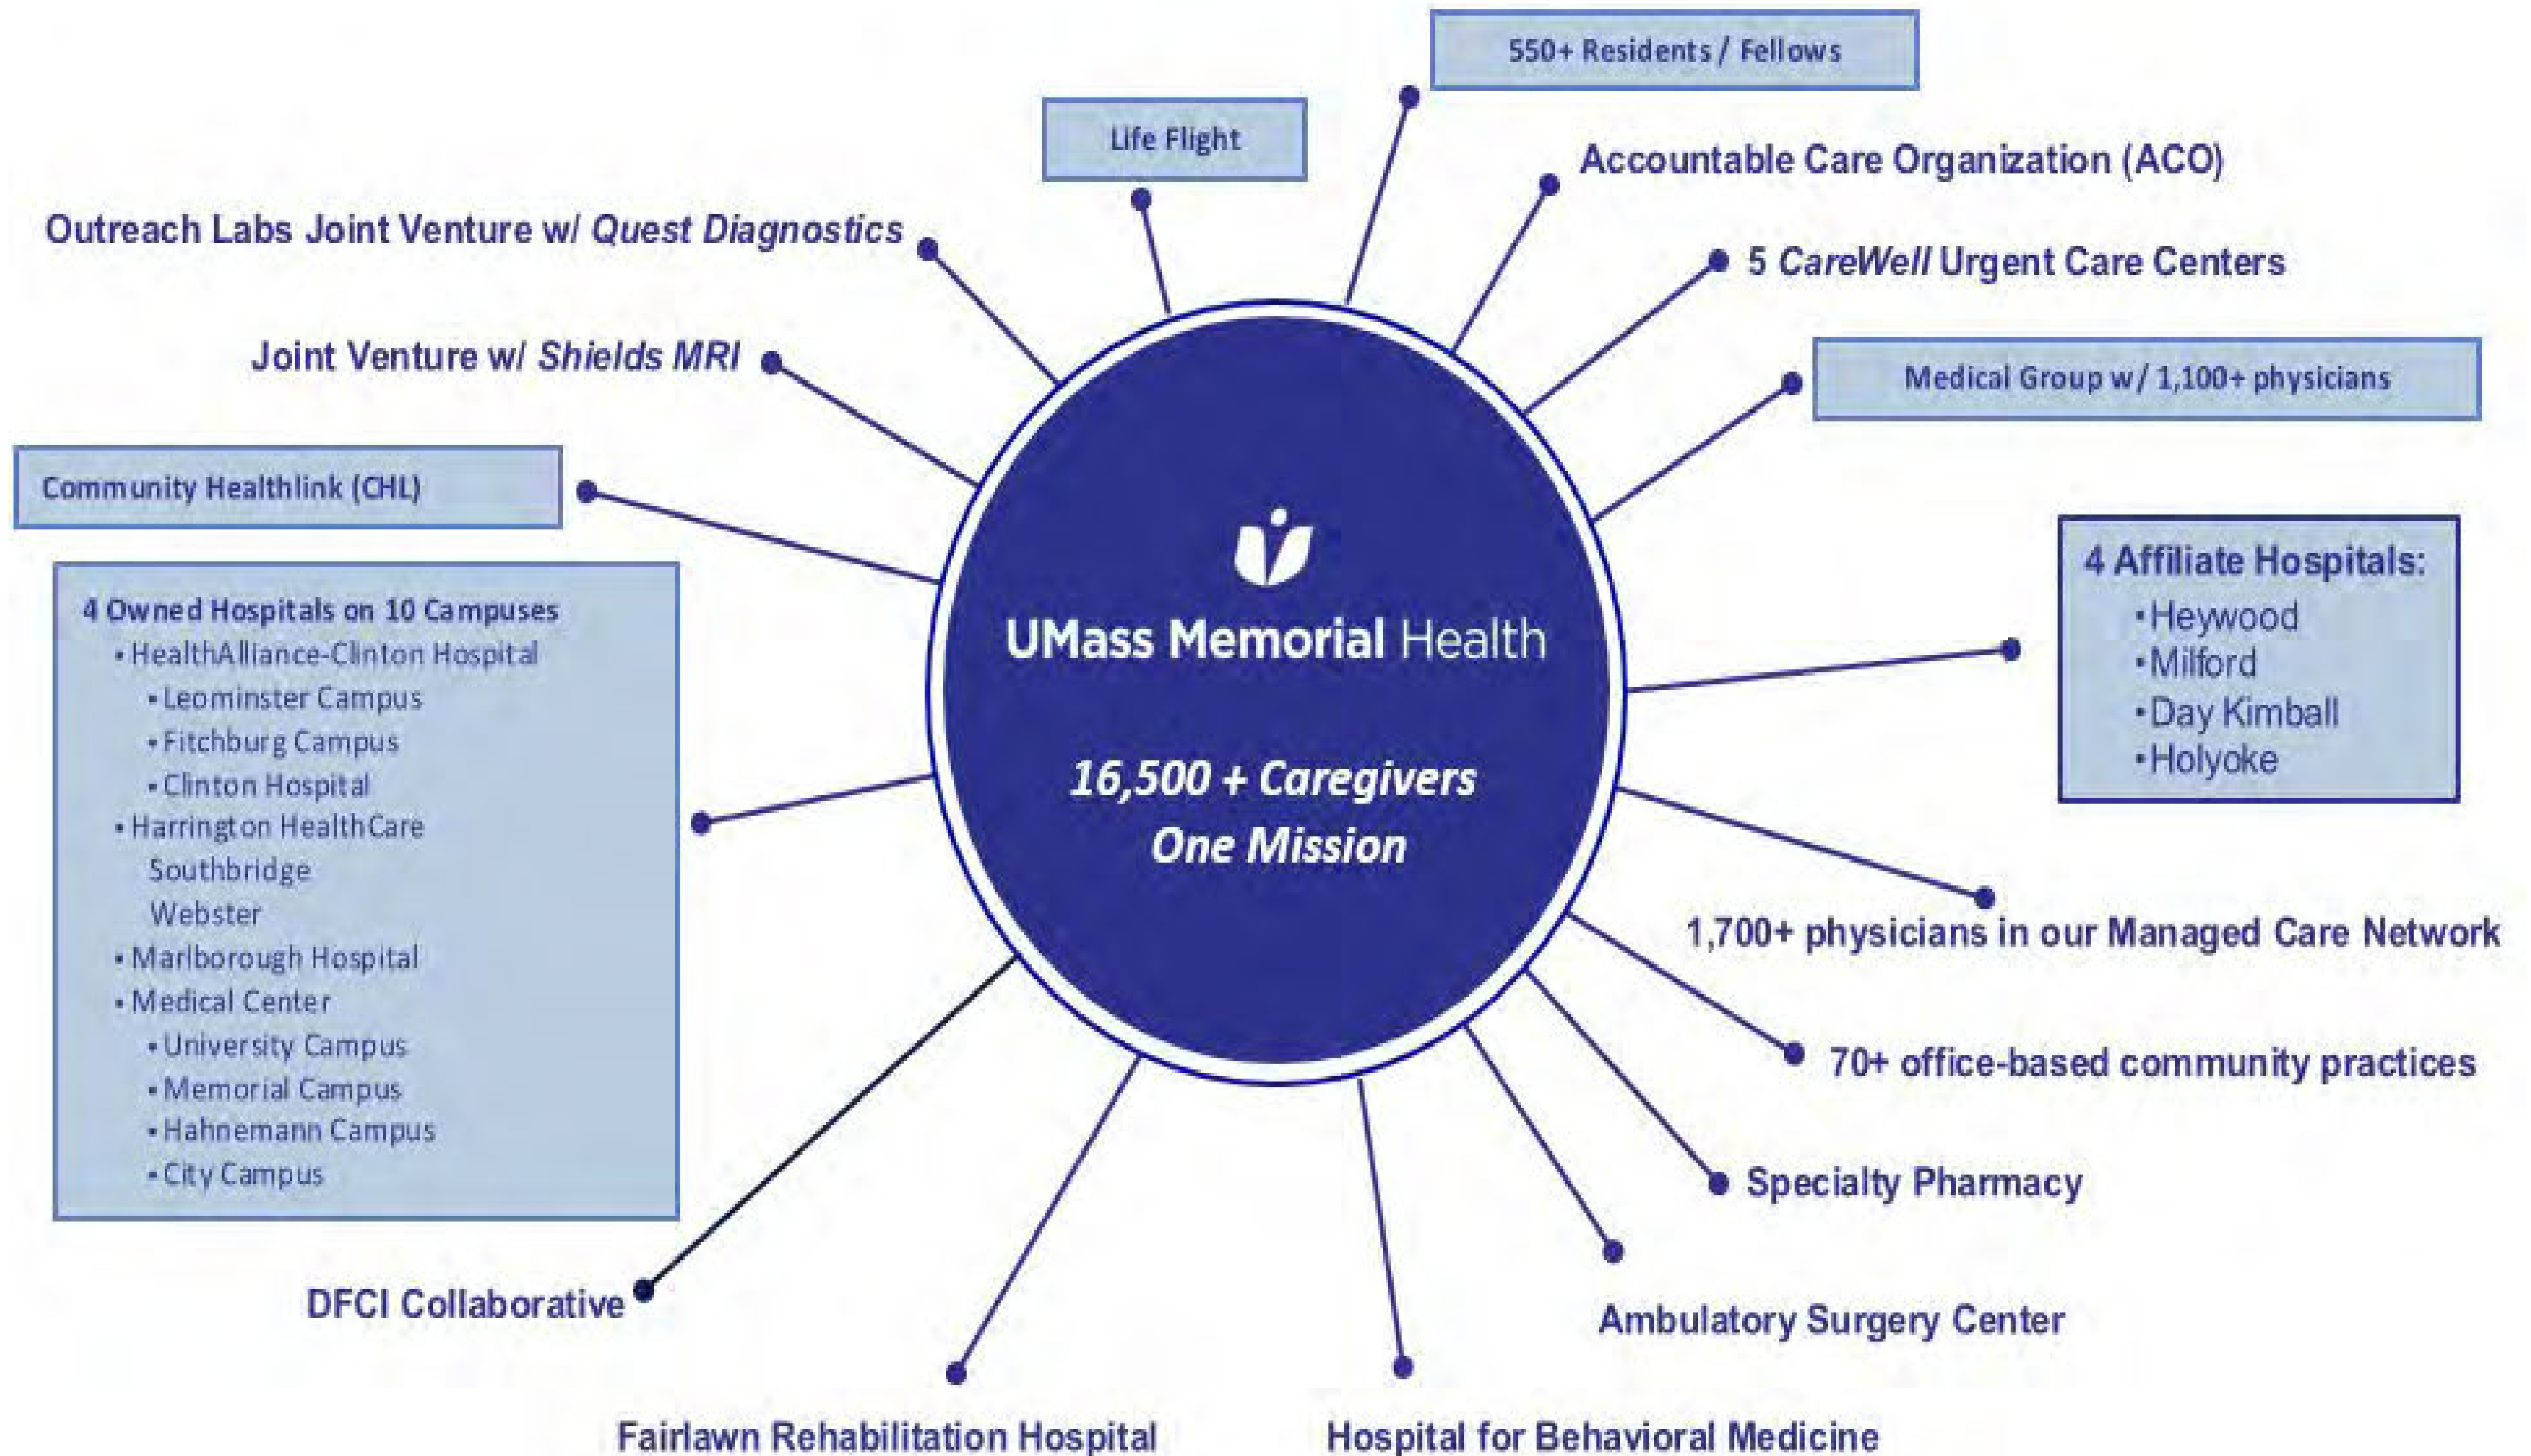 550+ Residents / Fellows
Life Flight
Accountable Care Organization (ACO)
Outreach Labs Joint Venture w/ Quest Diagnostics
5 CareWell Urgent Care Centers
Joint Venture w/ Shields MRI
Medical Group w/ 1,100+ physicians
Community Healthlink (CHL)
4 Owned Hospitals on 10 Campuses
▪ HealthAlliance-Clinton Hospital
▪ Leominster Campus
▪ Fitchburg Campus
▪ Clinton Hospital
▪ Harrington HealthCare
Southbridge
Webster
▪ Marlborough Hospital
▪ Medical Center
▪ University Campus
▪ Memorial Campus
▪ Hahnemann Campus
▪ City Campus
UMass Memorial Health
16,500 + Caregivers
One Mission
4 Affiliate Hospitals:
•Heywood
•Milford
•Day Kimball
•Holyoke
1,700+ physicians in our Managed Care Network
70+ office-based community practices
Specialty Pharmacy
Ambulatory Surgery Center
DFCI Collaborative
Fairlawn Rehabilitation Hospital
Hospital for Behavioral Medicine